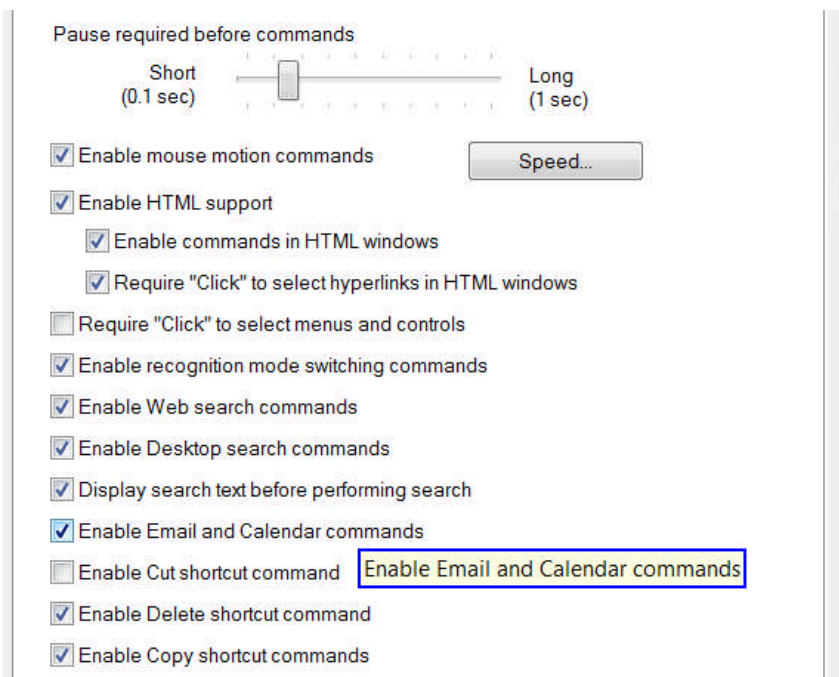 Pause required before commands
Short
(0.1 sec)
Long
(1 sec)
Enable mouse motion commands
Speed...
Enable HTML support
Enable commands in HTML windows
Require "Click" to select hyperlinks in HTML windows
Require "Click" to select menus and controls
Enable recognition mode switching commands
Enable Web search commands
Enable Desktop search commands
Display search text before performing search
Enable Email and Calendar commands
Enable Cut shortcut command
Enable Email and Calendar commands
Enable Delete shortcut command
Enable Copy shortcut commands